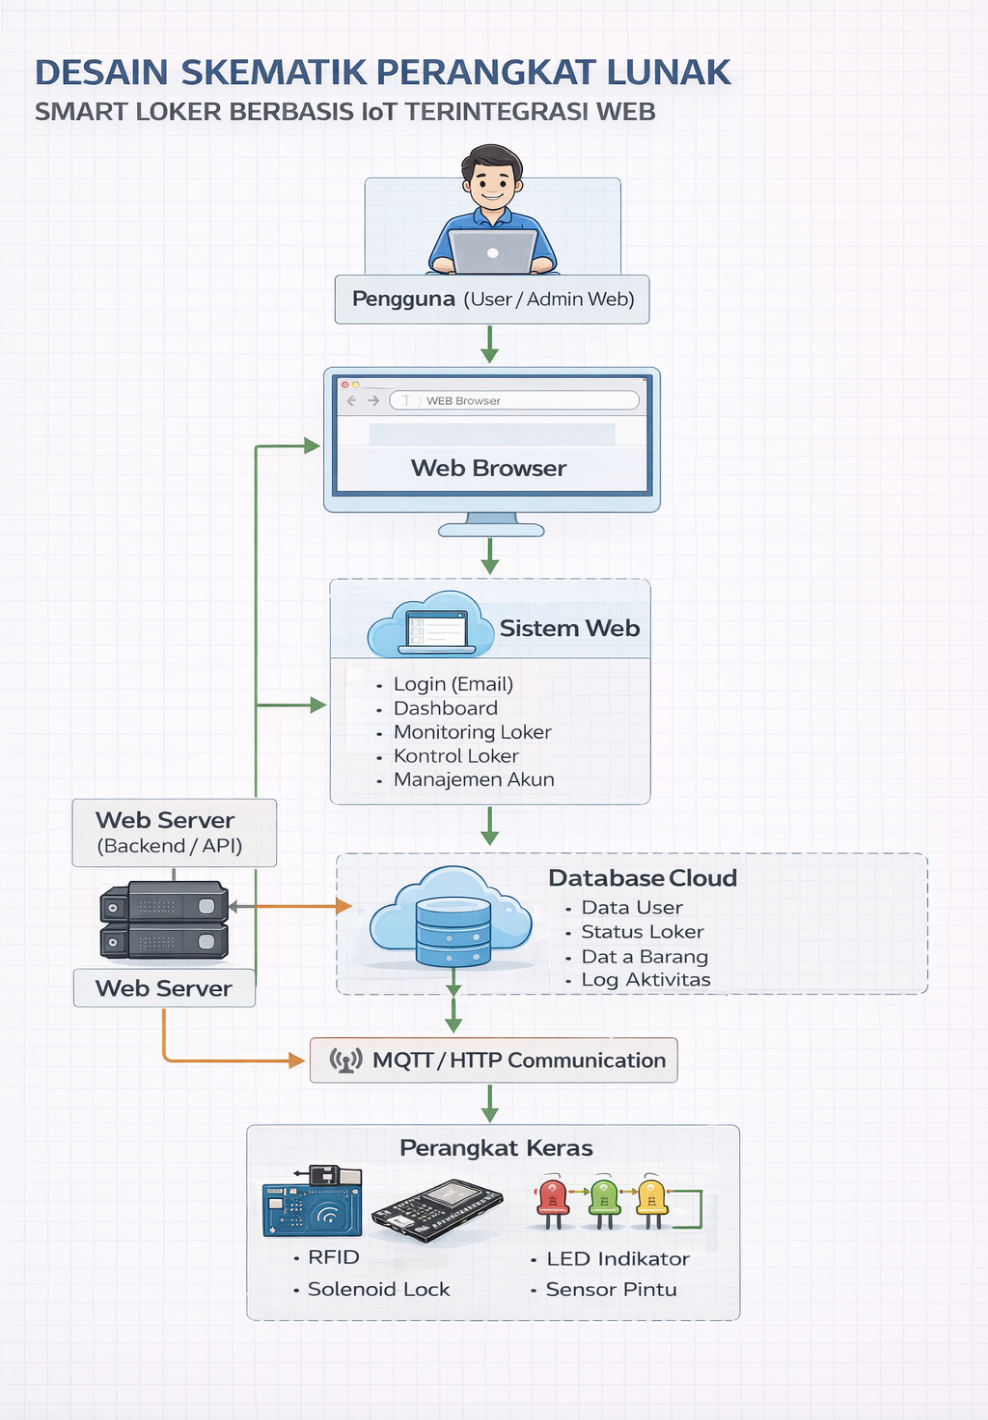 DESAIN SKEMATIK PERANGKAT LUNAK
SMART LOKER BERBASIS IoT TERINTEGRASI WEB
Pengguna (User / Admin Web)
WEB Browser
Web Browser
Sistem Web
• Login (Email)
• Dashboard
• Monitoring Loker
• Kontrol Loker
• Manajemen Akun
Web Server
(Backend / API)
Web Server
Database Cloud
• Data User
• Status Loker
• Dat a Barang
• Log Aktivitas
MQTT / HTTP Communication
Perangkat Keras
• RFID
• Solenoid Lock
• LED Indikator
• Sensor Pintu